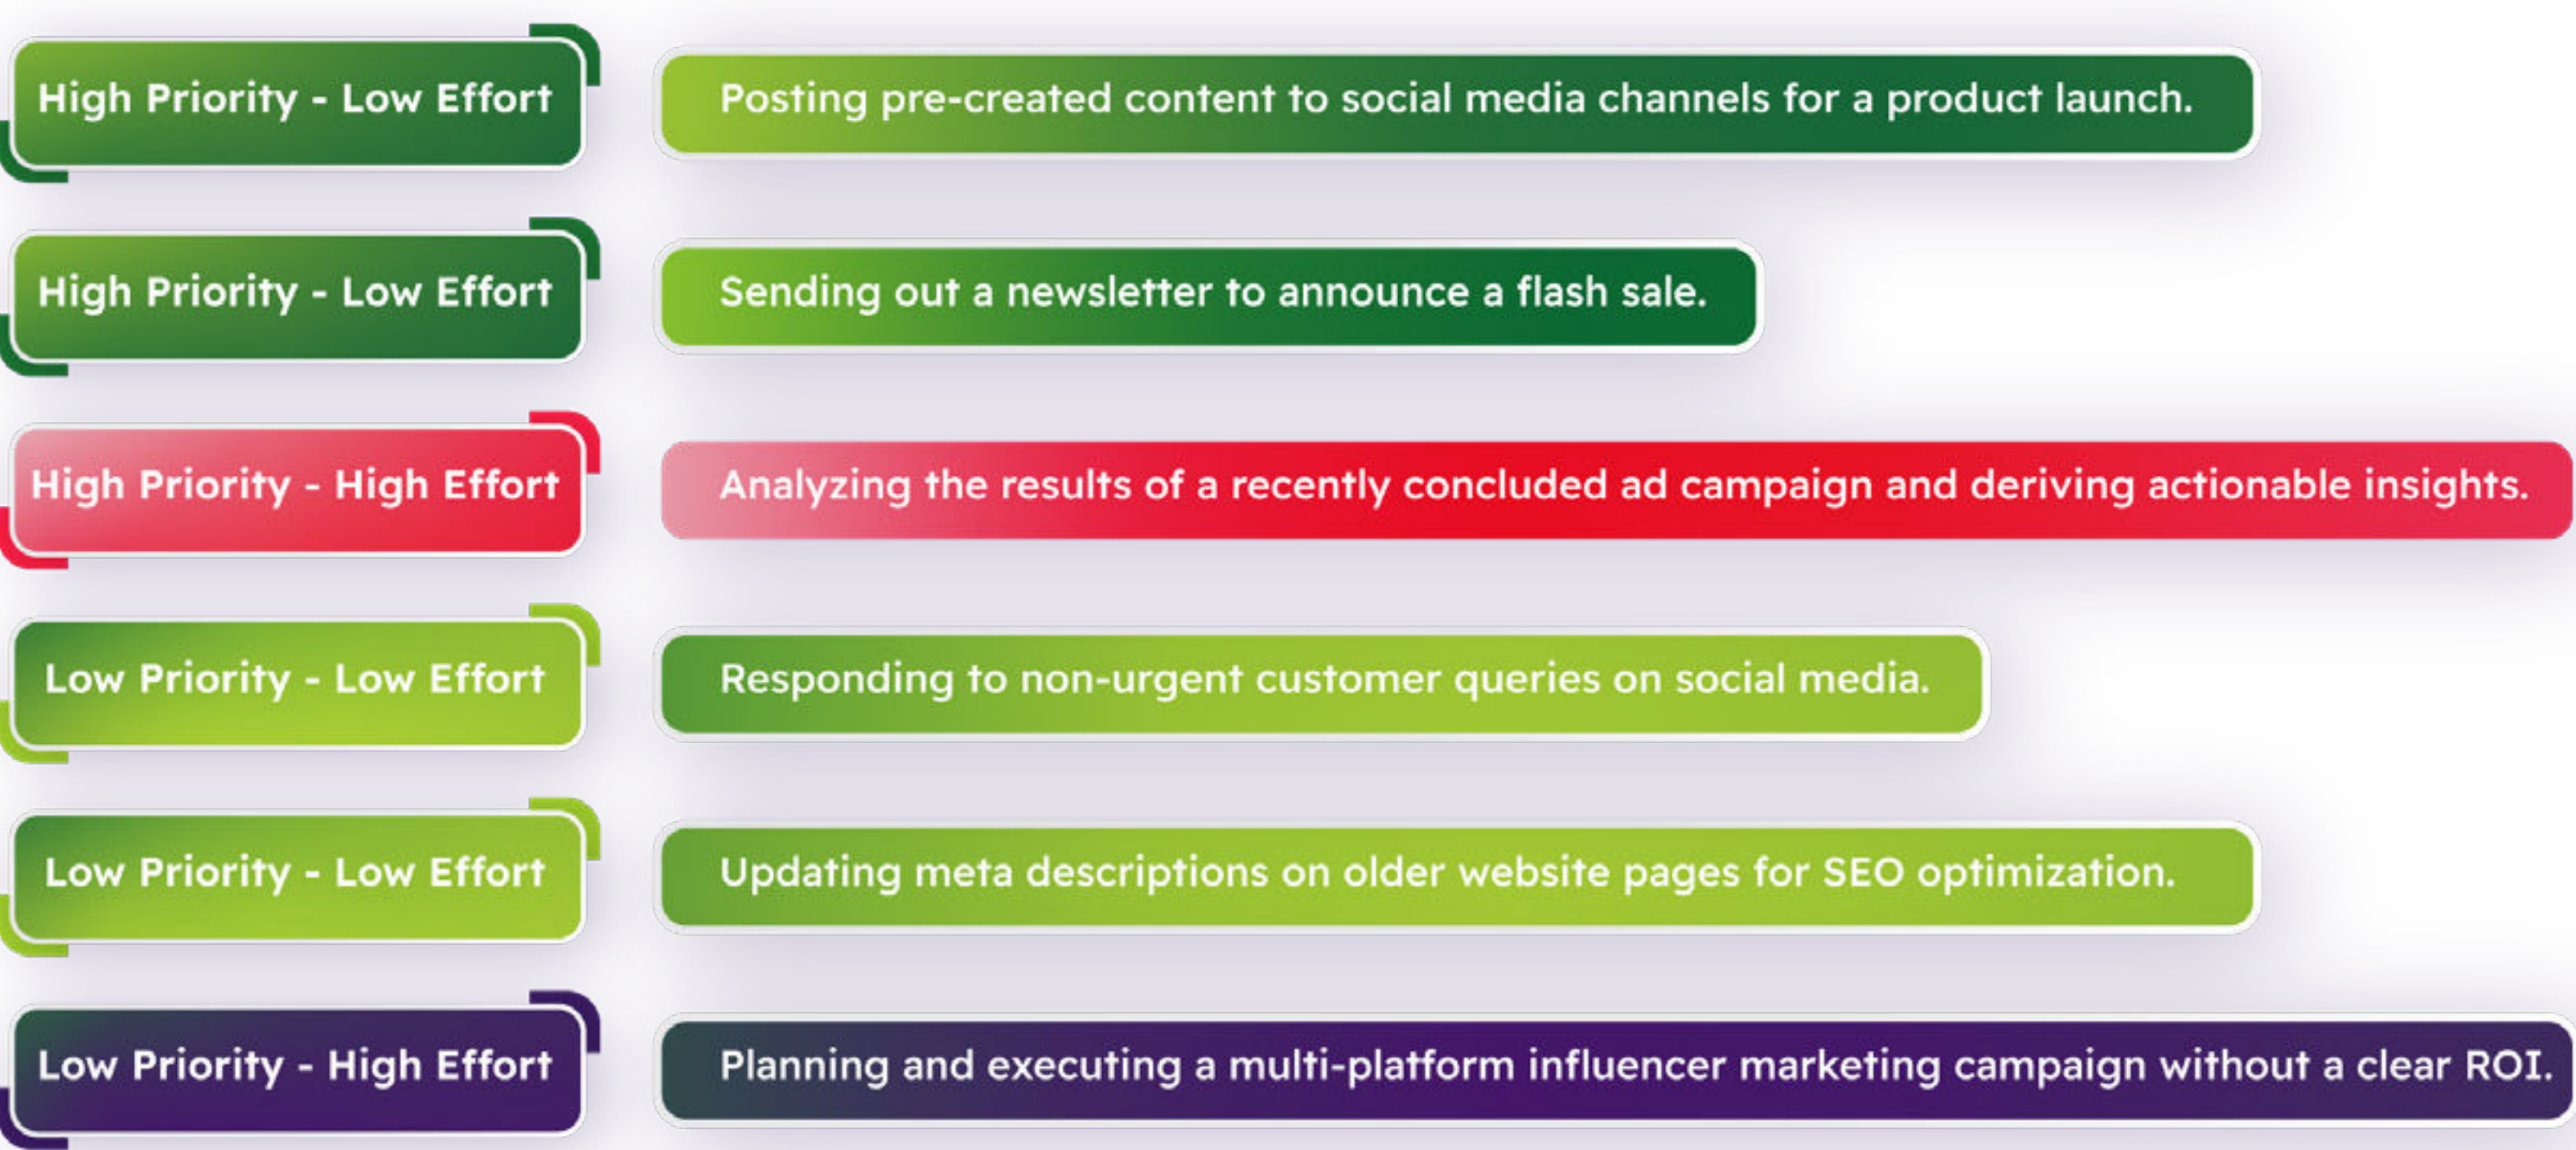 High Priority - Low Effort
Posting pre-created content to social media channels for a product launch.
High Priority - Low Effort
Sending out a newsletter to announce a flash sale.
High Priority - High Effort
Analyzing the results of a recently concluded ad campaign and deriving actionable insights.
Low Priority - Low Effort
Responding to non-urgent customer queries on social media.
Low Priority - Low Effort
Updating meta descriptions on older website pages for SEO optimization.
Low Priority - High Effort
Planning and executing a multi-platform influencer marketing campaign without a clear ROI.